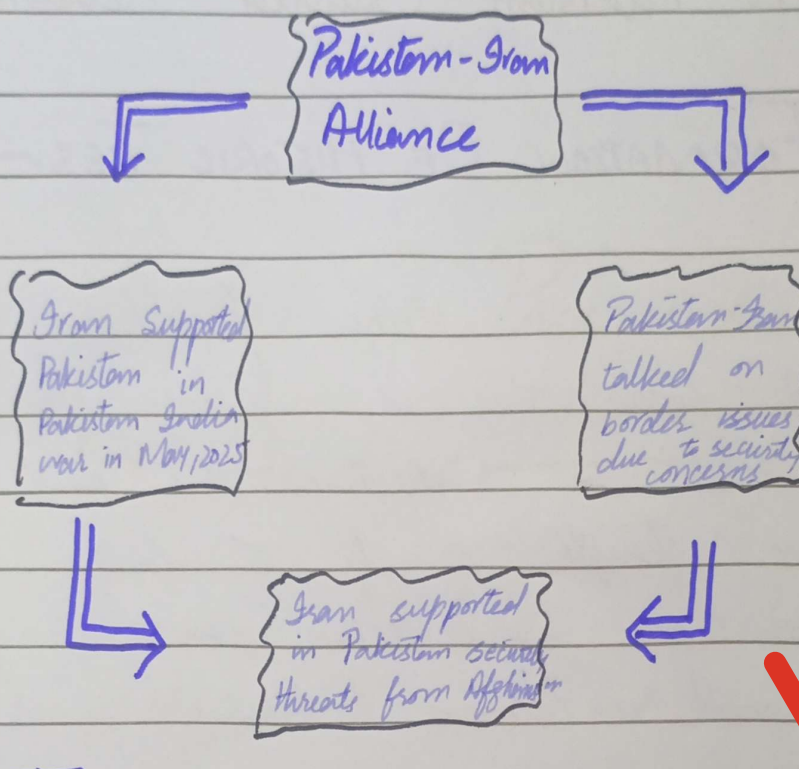 Pakistan-Iran
Alliance
Iran Supported
Pakistan in
Pakistan India
war in May, 2025
Pakistan-Iran
talked on
border issues
due to security
concerns
Iran supported
in Pakistan security
threats from Afghanistan